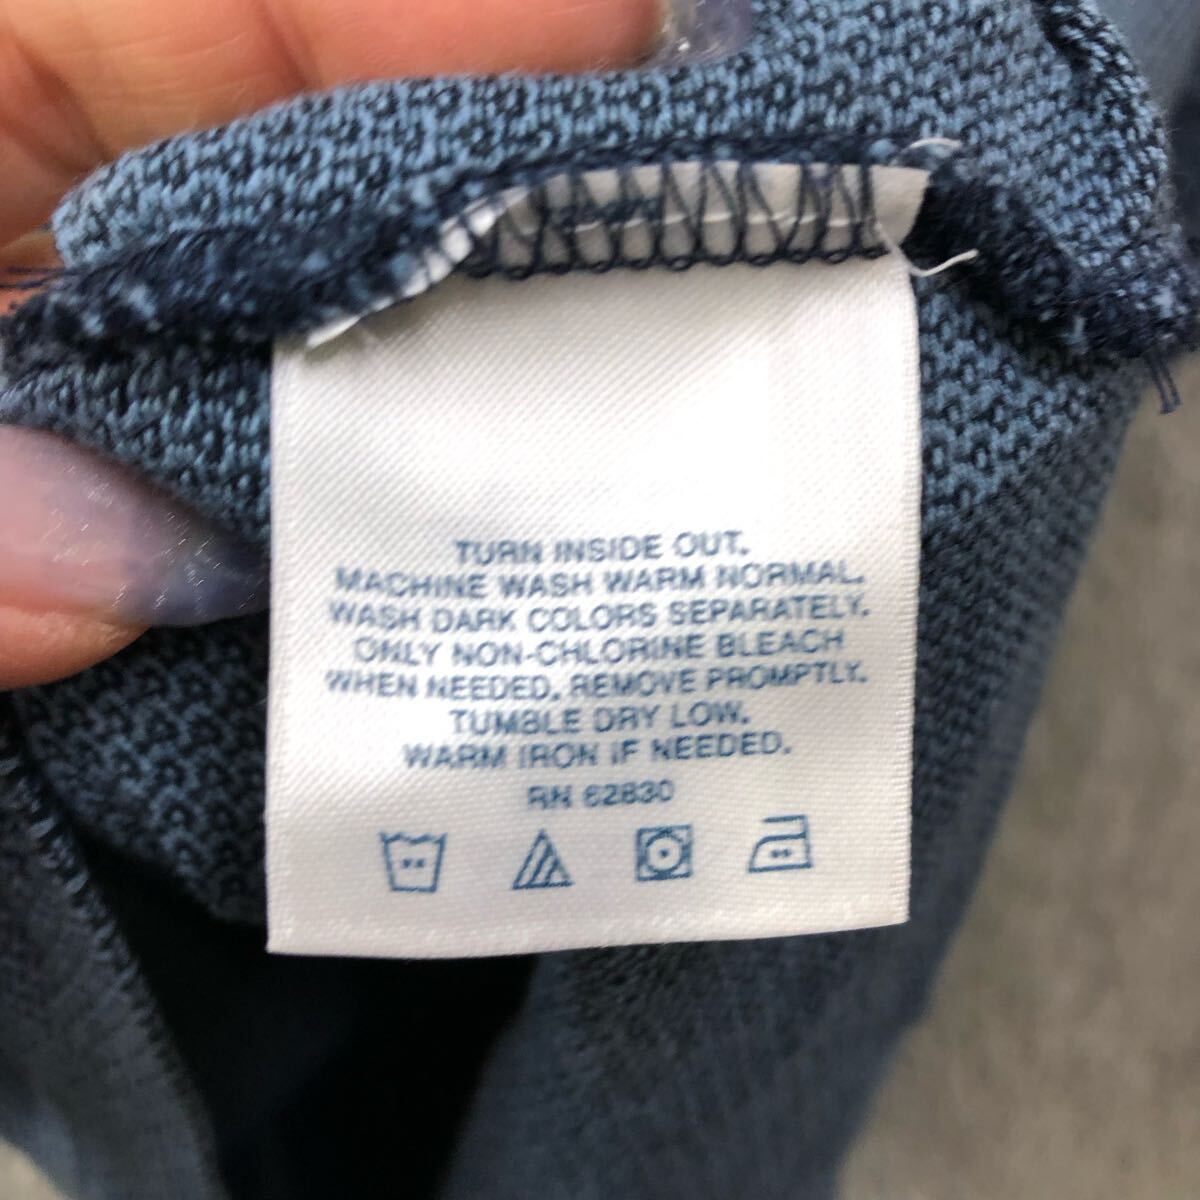 TURN INSIDE OUT.
MACHINE WASH WARM NORMAL.
WASH DARK COLORS SEPARATELY.
ONLY NON-CHLORINE BLEACH
WHEN NEEDED. REMOVE PROMPTLY.
TUMBLE DRY LOW.
WARM IRON IF NEEDED.
RN 62830